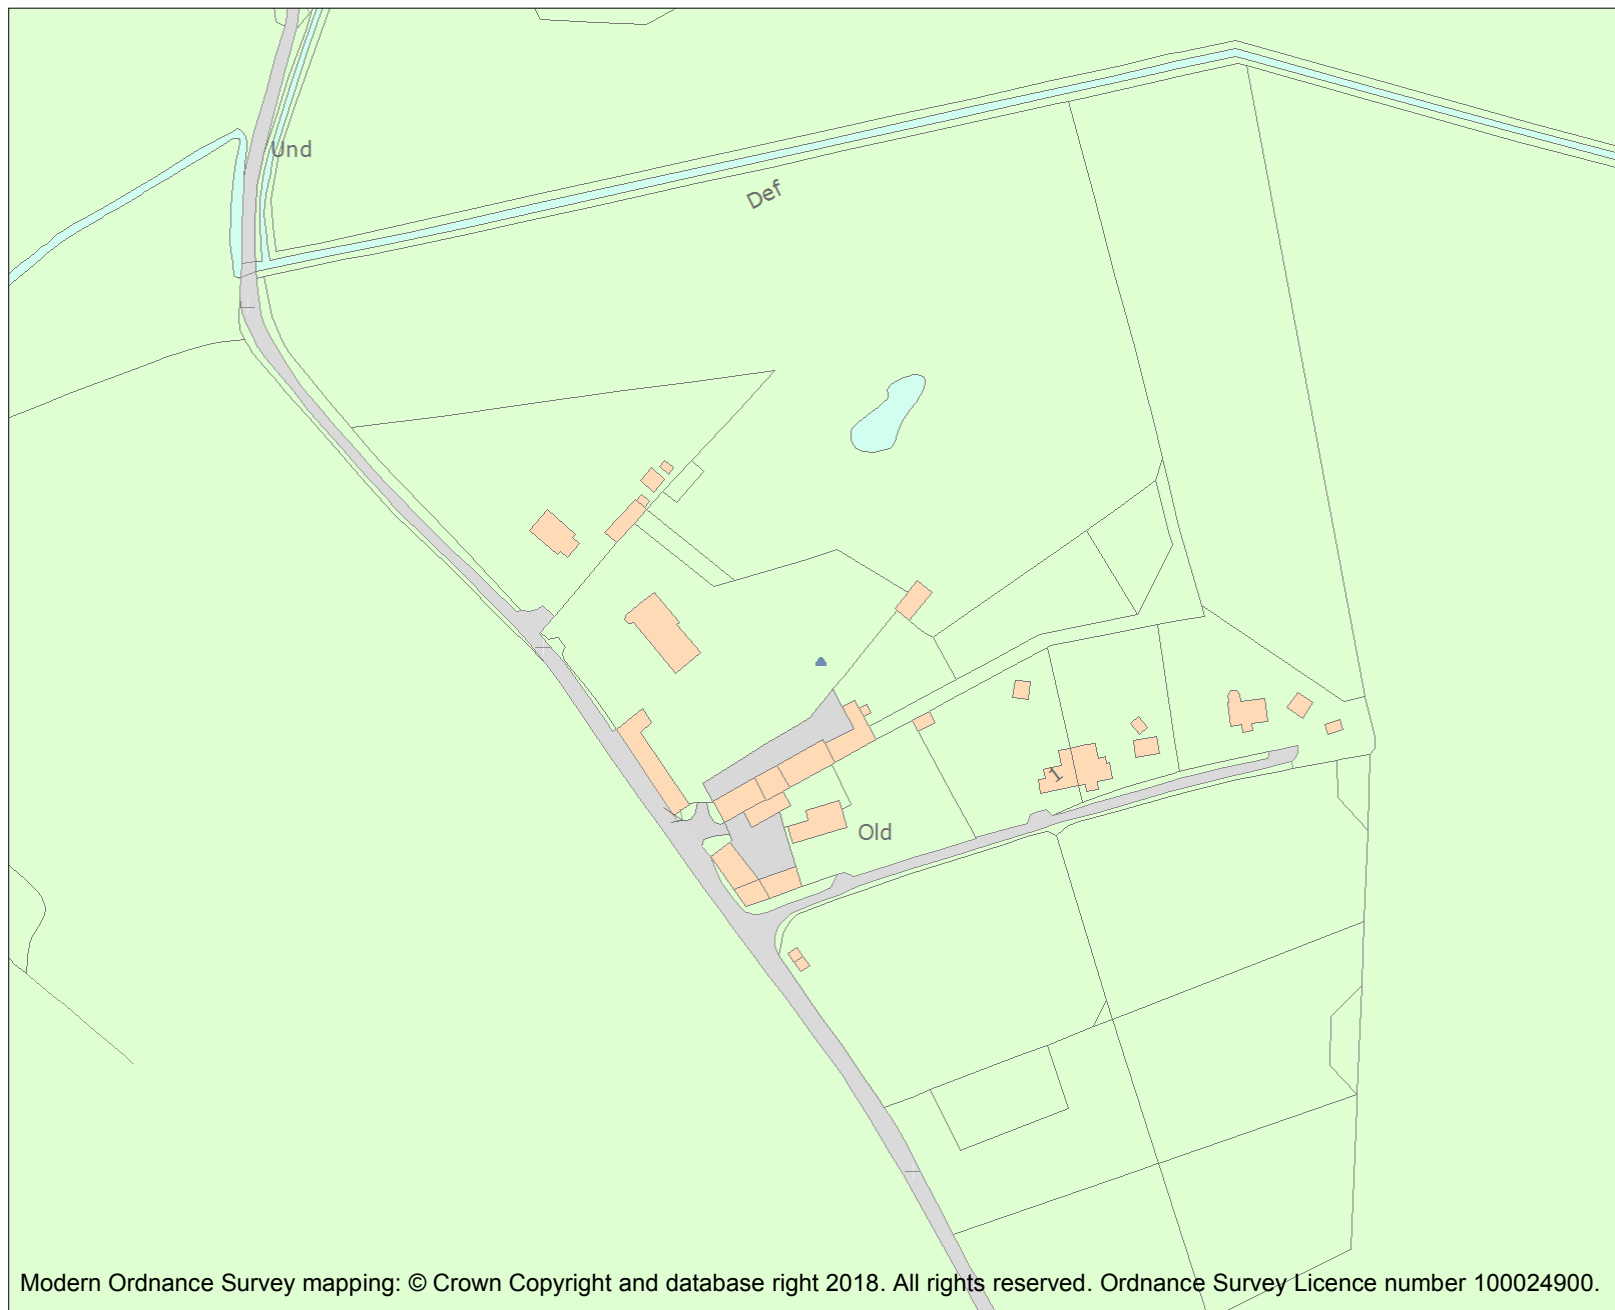 Und
Def
1
Old
Modern Ordnance Survey mapping: © Crown Copyright and database right 2018. All rights reserved. Ordnance Survey Licence number 100024900.